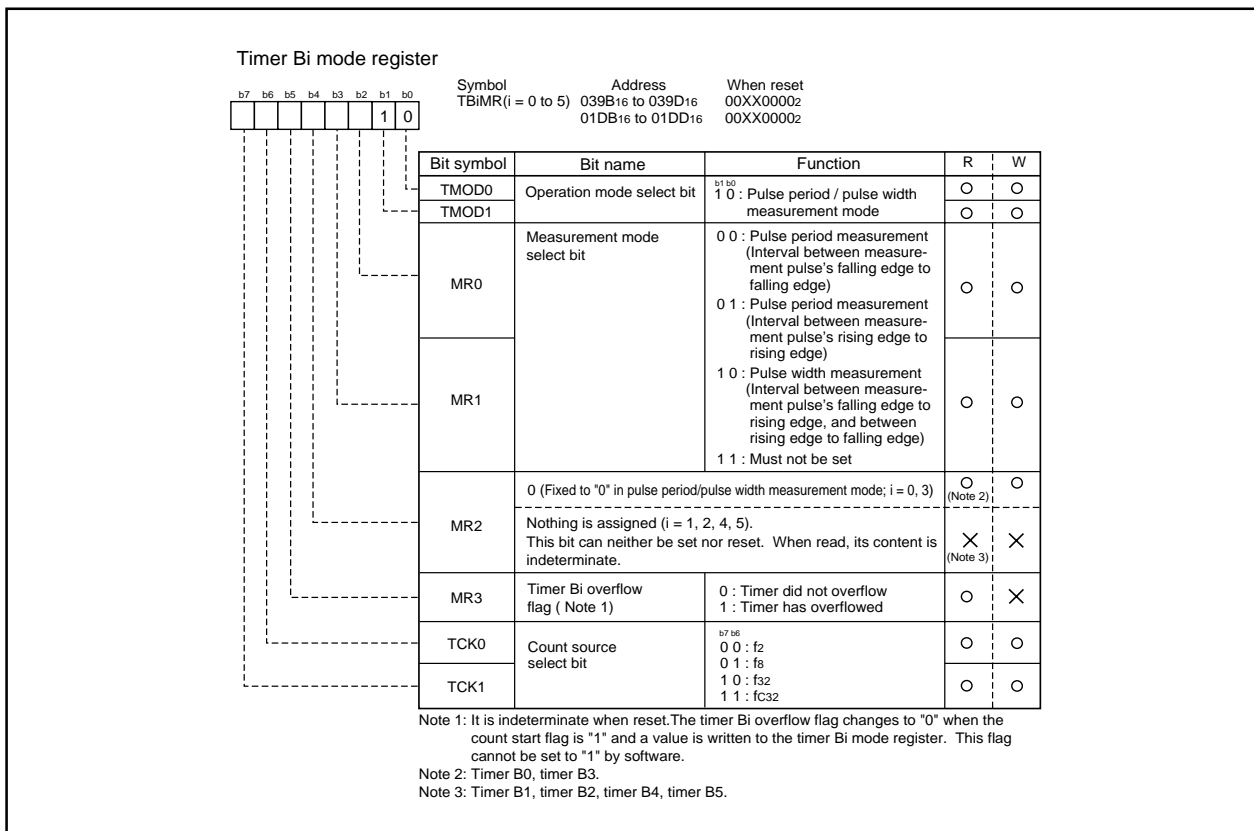 Timer Bi mode register
Symbol Address When reset
TBiMR(i = 0 to 5) 039B16 to 039D16 00XX00002
01DB16 to 01DD16 00XX00002
b7 b6 b5 b4 b3 b2 b1 b0
1 0
Bit symbol Bit name Function R W
TMOD0
TMOD1
Operation mode select bit
b1 b0
1 0 : Pulse period / pulse width
measurement mode
MR0
MR1
Measurement mode
select bit
0 0 : Pulse period measurement
(Interval between measure-
ment pulse's falling edge to
falling edge)
0 1 : Pulse period measurement
(Interval between measure-
ment pulse's rising edge to
rising edge)
1 0 : Pulse width measurement
(Interval between measure-
ment pulse's falling edge to
rising edge, and between
rising edge to falling edge)
1 1 : Must not be set
MR2
0 (Fixed to "0" in pulse period/pulse width measurement mode; i = 0, 3)
(Note 2)
Nothing is assigned (i = 1, 2, 4, 5).
This bit can neither be set nor reset. When read, its content is
indeterminate.
(Note 3)
MR3
Timer Bi overflow
flag ( Note 1)
0 : Timer did not overflow
1 : Timer has overflowed
TCK0
TCK1
Count source
select bit
b7 b6
0 0 : f2
0 1 : f8
1 0 : f32
1 1 : fC32
Note 1: It is indeterminate when reset.The timer Bi overflow flag changes to "0" when the
count start flag is "1" and a value is written to the timer Bi mode register. This flag
cannot be set to "1" by software.
Note 2: Timer B0, timer B3.
Note 3: Timer B1, timer B2, timer B4, timer B5.